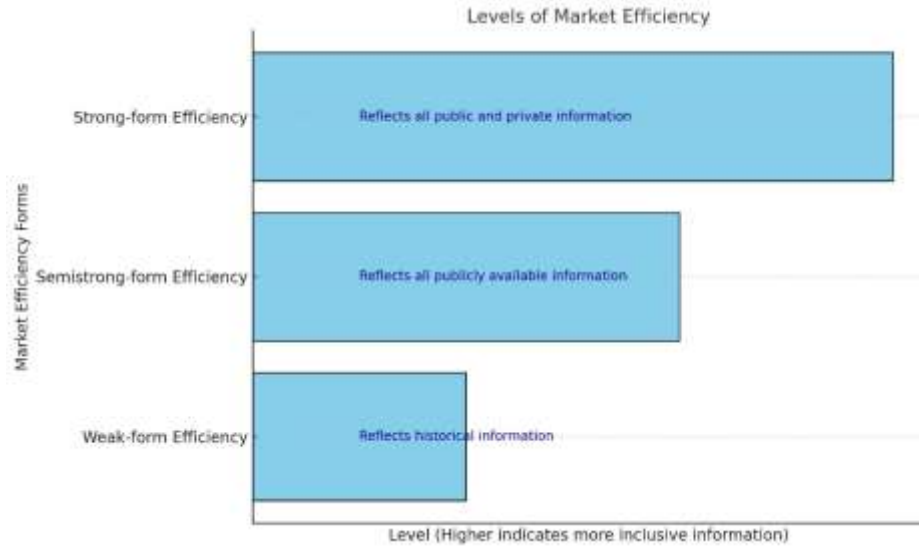 Levels of Market Efficiency
Strong-form Efficiency
Reflects all public and private information
Market Efficiency Forms
Semistrong-form Efficiency
Reflects all publicly available information
Weak-form Efficiency
Reflects historical information
Level (Higher indicates more inclusive information)